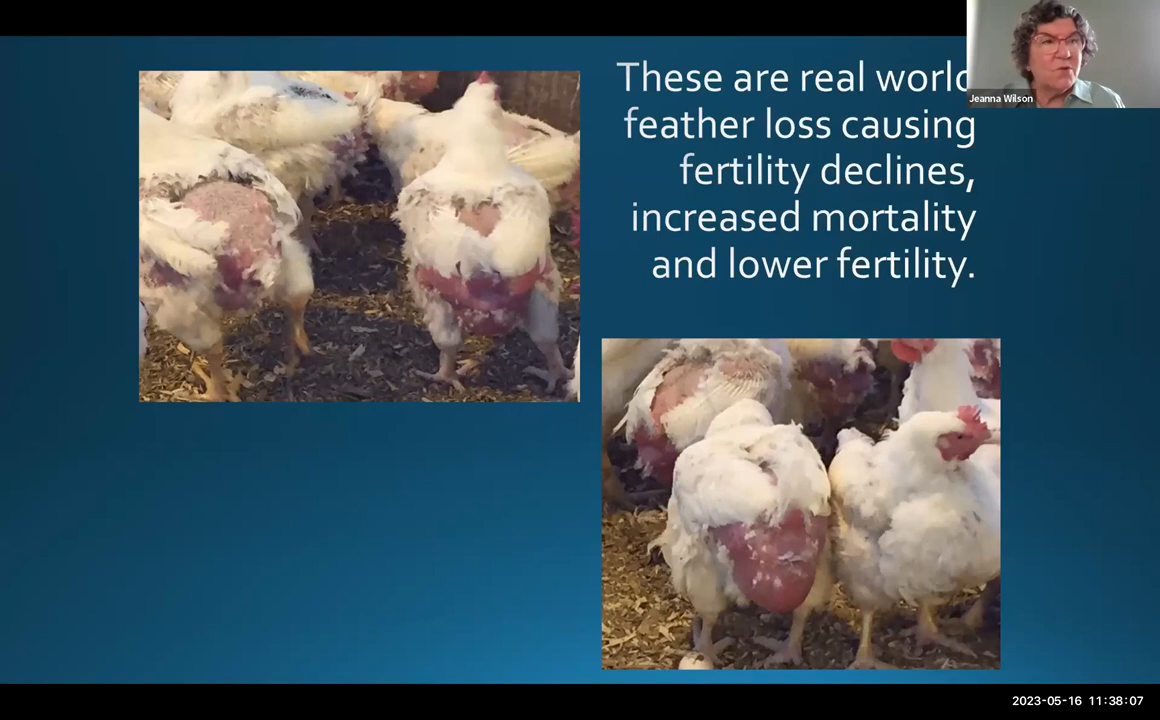 These are real world
feather loss causing
fertility declines,
increased mortality
and lower fertility.
Jeanna Wilson
2023-05-16 11:38:07